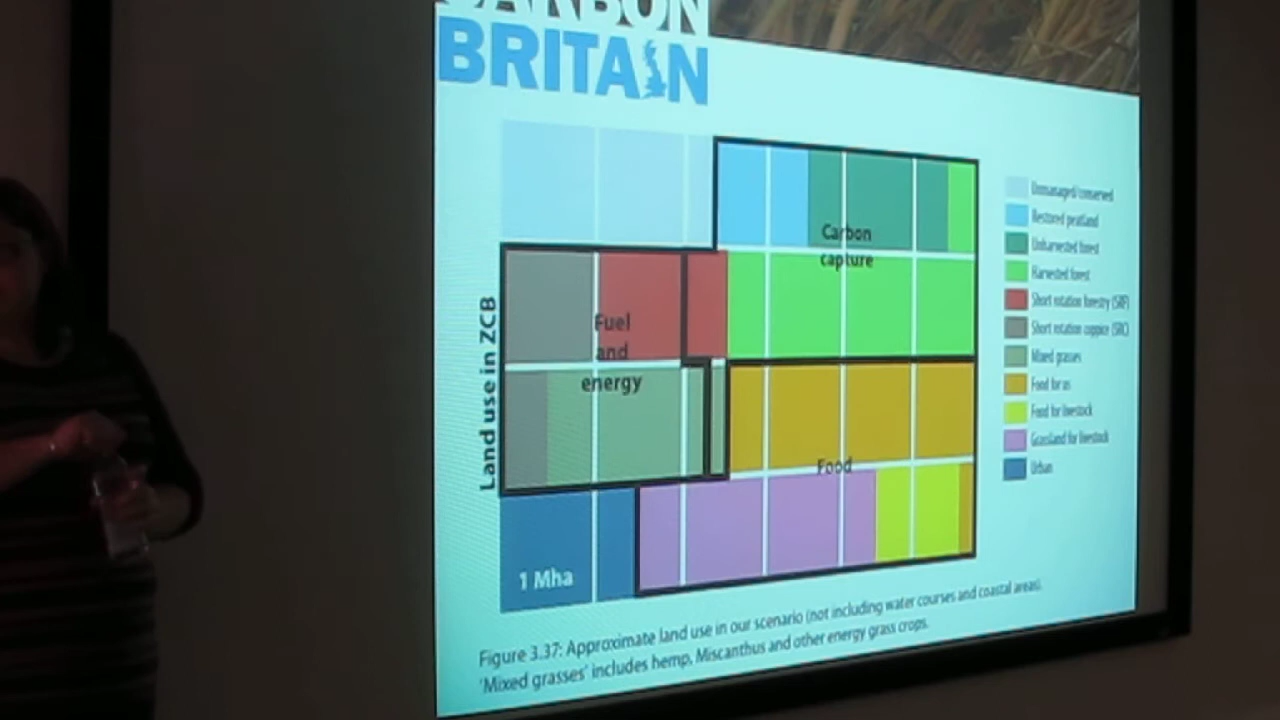 CARBON
BRITAIN
Land use in ZCB
Carbon
capture
Fuel
and
energy
Food
1 Mha
Unmanaged/conserved
Restored peatland
Unharvested forest
Harvested forest
Short rotation forestry (SRF)
Short rotation coppice (SRC)
Mixed grasses
Food for us
Food for livestock
Grassland for livestock
Urban
Figure 3.37: Approximate land use in our scenario (not including water courses and coastal areas).
'Mixed grasses' includes hemp, Miscanthus and other energy grass crops.